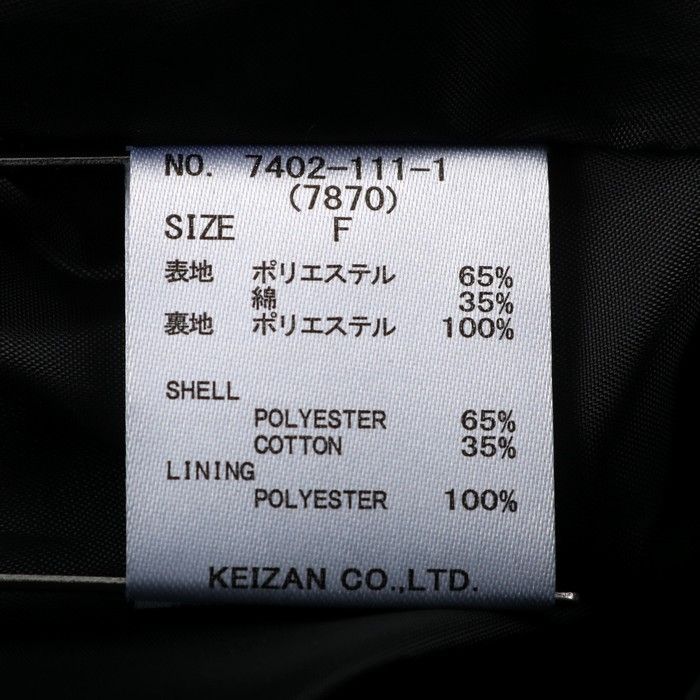 NO. 7402-111-1
(7870)
SIZE F
表地 ポリエステル 65%
綿 35%
裏地 ポリエステル 100%
SHELL
POLYESTER 65%
COTTON 35%
LINING
POLYESTER 100%
KEIZAN CO.,LTD.